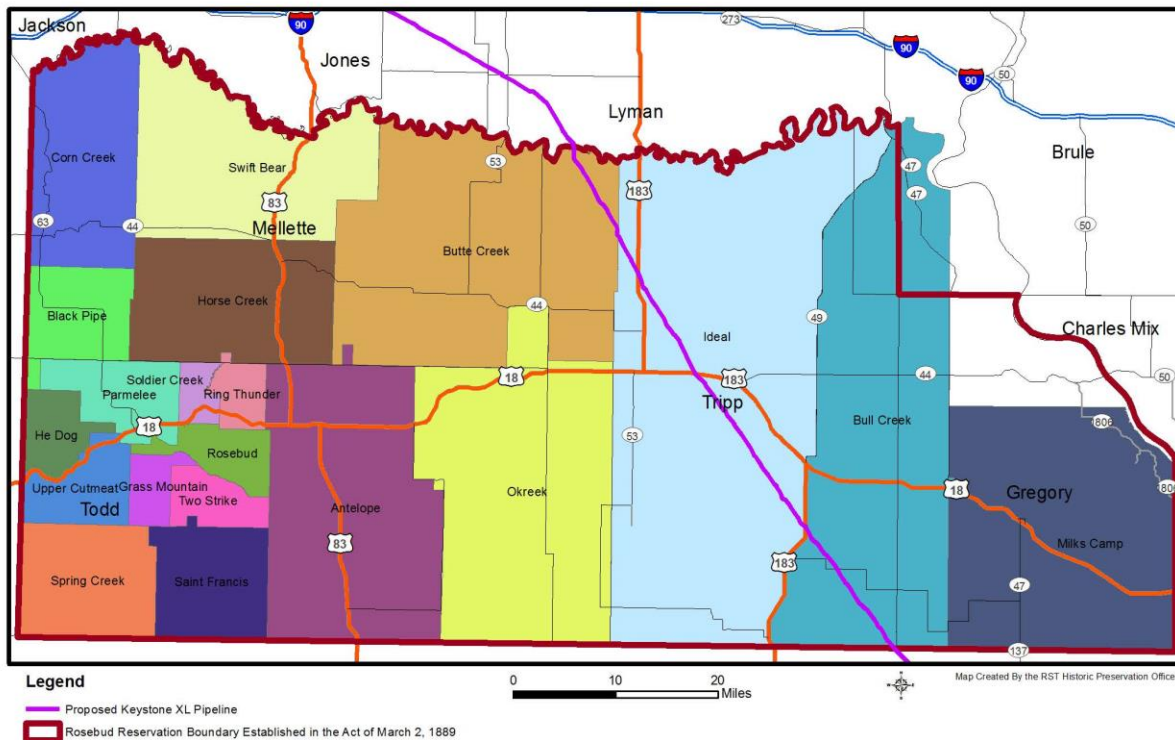 Jackson
90
273
Jones
90
90
50
Lyman
Corn Creek
Swift Bear
53
Brule
47
183
47
83
63
44
Mellette
50
Butte Creek
Horse Creek
44
Black Pipe
49
Charles Mix
Ideal
Soldier Creek
Parmelee
Ring Thunder
18
183
44
50
Tripp
18
He Dog
Bull Creek
806
53
Rosebud
Upper Cutmeat
Grass Mountain
Todd
Two Strike
Okreek
Antelope
18
Gregory
83
Milks Camp
183
Spring Creek
Saint Francis
47
137
Legend
Proposed Keystone XL Pipeline
Rosebud Reservation Boundary Established in the Act of March 2, 1889
0 10 20
Miles
Map Created By the RST Historic Preservation Office